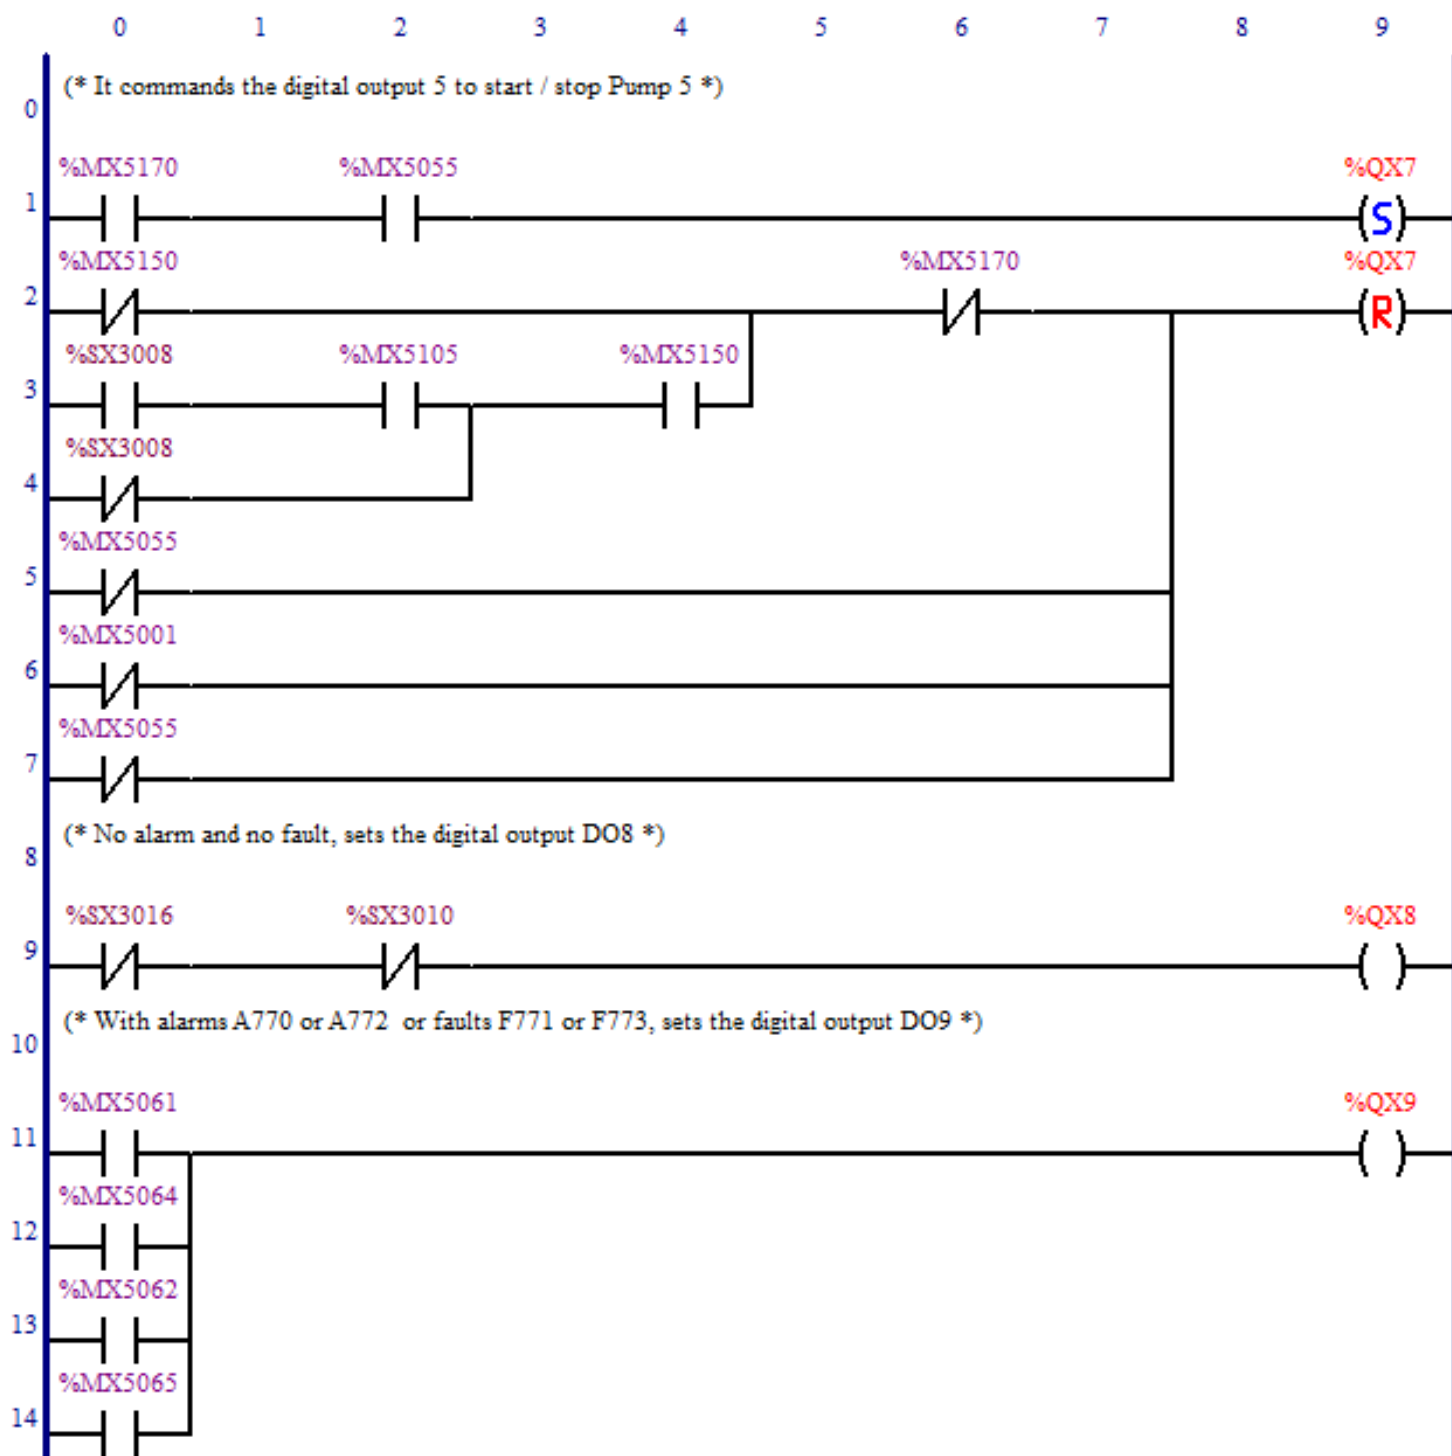 0 1 2 3 4 5 6 7 8 9
(* It commands the digital output 5 to start / stop Pump 5 *)
0
%MX5170 %MX5055 %QX7
1 (S)
%MX5150 %MX5170 %QX7
2 (R)
%SX3008 %MX5105 %MX5150
3
%SX3008
4
%MX5055
5
%MX5001
6
%MX5055
7
(* No alarm and no fault, sets the digital output DO8 *)
8
%SX3016 %SX3010 %QX8
9 ( )
(* With alarms A770 or A772 or faults F771 or F773, sets the digital output DO9 *)
10
%MX5061 %QX9
11 ( )
%MX5064
12
%MX5062
13
%MX5065
14